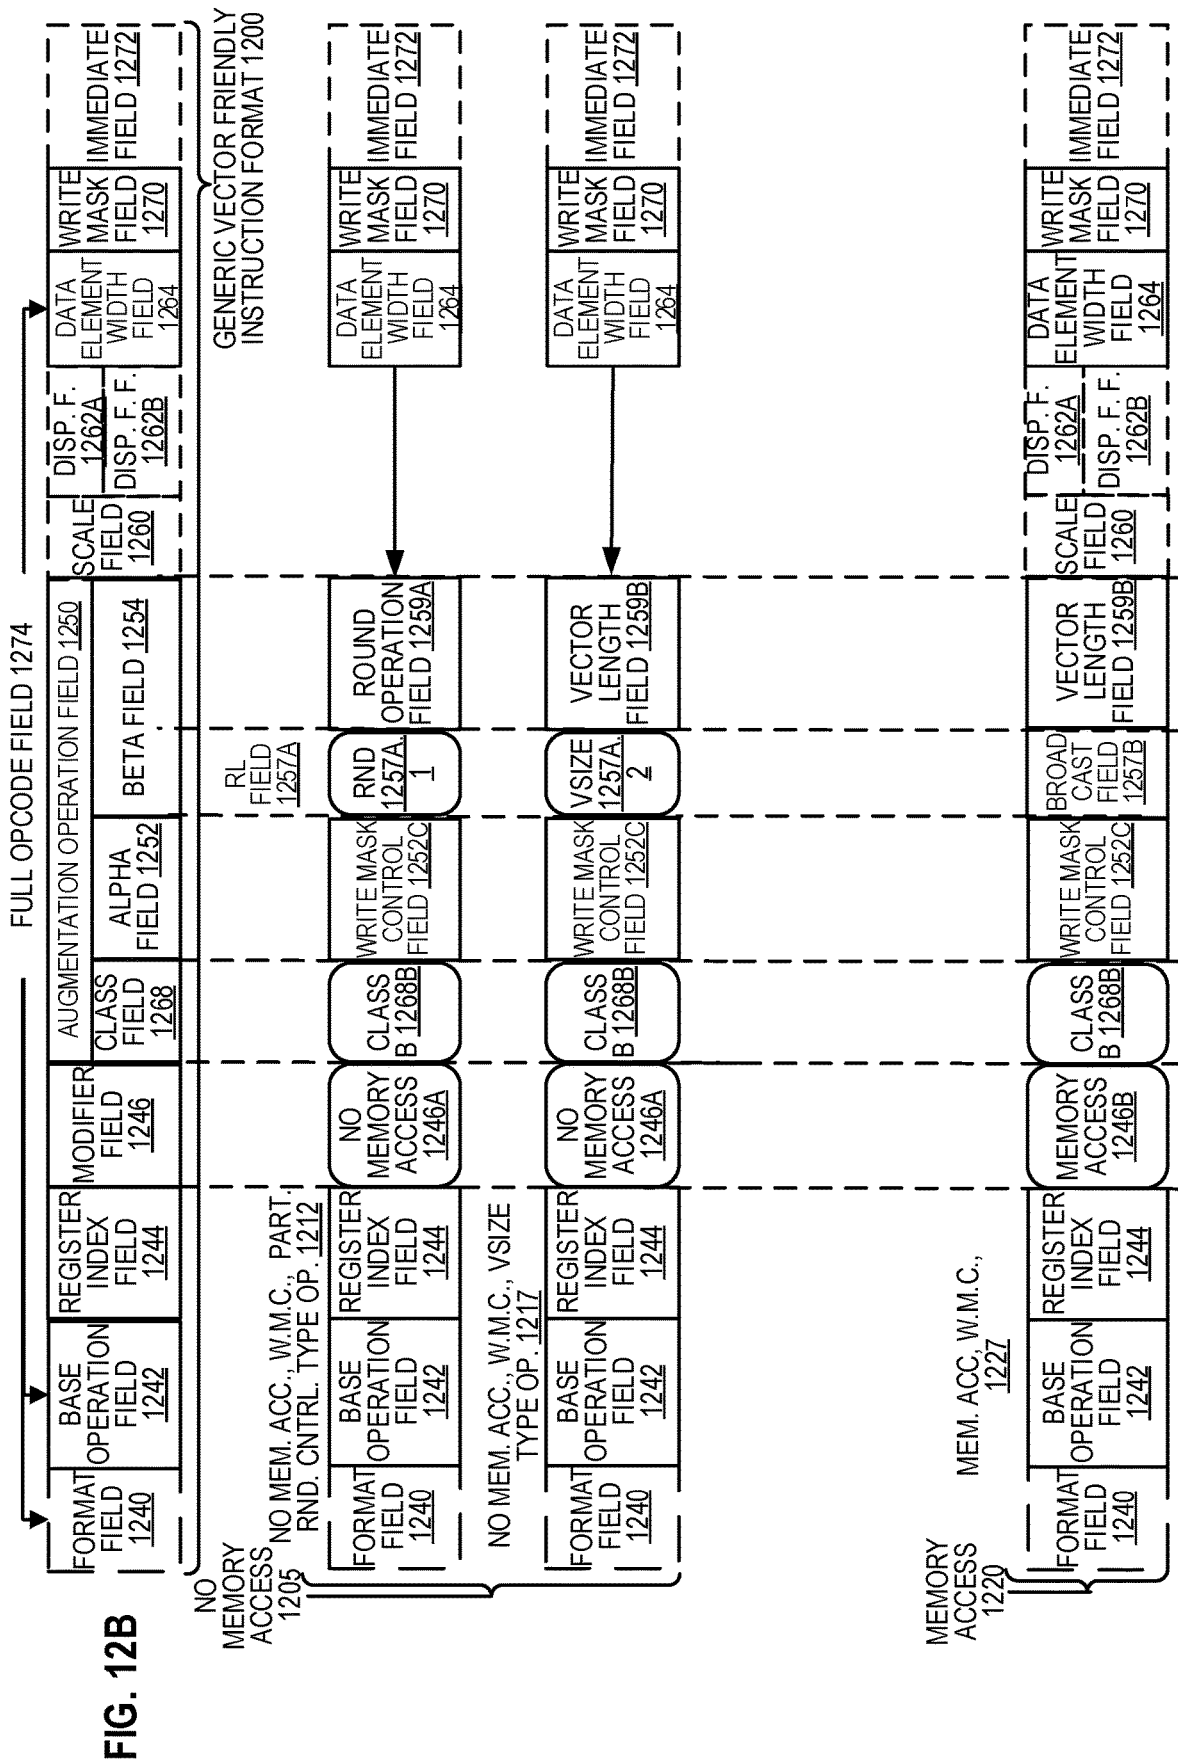 FIG. 12B
FULL OPCODE FIELD 1274
FORMAT
FIELD
1240
BASE
OPERATION
FIELD
1242
REGISTER
INDEX
FIELD
1244
MODIFIER
FIELD
1246
AUGMENTATION OPERATION FIELD 1250
CLASS
FIELD
1268
ALPHA
FIELD 1252
BETA FIELD 1254
SCALE
FIELD
1260
DISP. F.
1262A
DISP. F. F.
1262B
DATA
ELEMENT
WIDTH
FIELD
1264
WRITE
MASK
FIELD
1270
IMMEDIATE
FIELD 1272
GENERIC VECTOR FRIENDLY
INSTRUCTION FORMAT 1200
NO
MEMORY
ACCESS
1205
NO MEM. ACC., W.M.C., PART.
RND. CNTRL. TYPE OP. 1212
RL
FIELD
1257A
FORMAT
FIELD
1240
BASE
OPERATION
FIELD
1242
REGISTER
INDEX
FIELD
1244
NO
MEMORY
ACCESS
1246A
CLASS
B 1268B
WRITE MASK
CONTROL
FIELD 1252C
RND
1257A.
1
ROUND
OPERATION
FIELD 1259A
DATA
ELEMENT
WIDTH
FIELD
1264
WRITE
MASK
FIELD
1270
IMMEDIATE
FIELD 1272
NO MEM. ACC., W.M.C., VSIZE
TYPE OP. 1217
FORMAT
FIELD
1240
BASE
OPERATION
FIELD
1242
REGISTER
INDEX
FIELD
1244
NO
MEMORY
ACCESS
1246A
CLASS
B 1268B
WRITE MASK
CONTROL
FIELD 1252C
VSIZE
1257A.
2
VECTOR
LENGTH
FIELD 1259B
DATA
ELEMENT
WIDTH
FIELD
1264
WRITE
MASK
FIELD
1270
IMMEDIATE
FIELD 1272
MEMORY
ACCESS
1220
MEM. ACC, W.M.C.,
1227
FORMAT
FIELD
1240
BASE
OPERATION
FIELD
1242
REGISTER
INDEX
FIELD
1244
MEMORY
ACCESS
1246B
CLASS
B 1268B
WRITE MASK
CONTROL
FIELD 1252C
BROAD
CAST
FIELD
1257B
VECTOR
LENGTH
FIELD 1259B
SCALE
FIELD
1260
DISP. F.
1262A
DISP. F. F.
1262B
DATA
ELEMENT
WIDTH
FIELD
1264
WRITE
MASK
FIELD
1270
IMMEDIATE
FIELD 1272